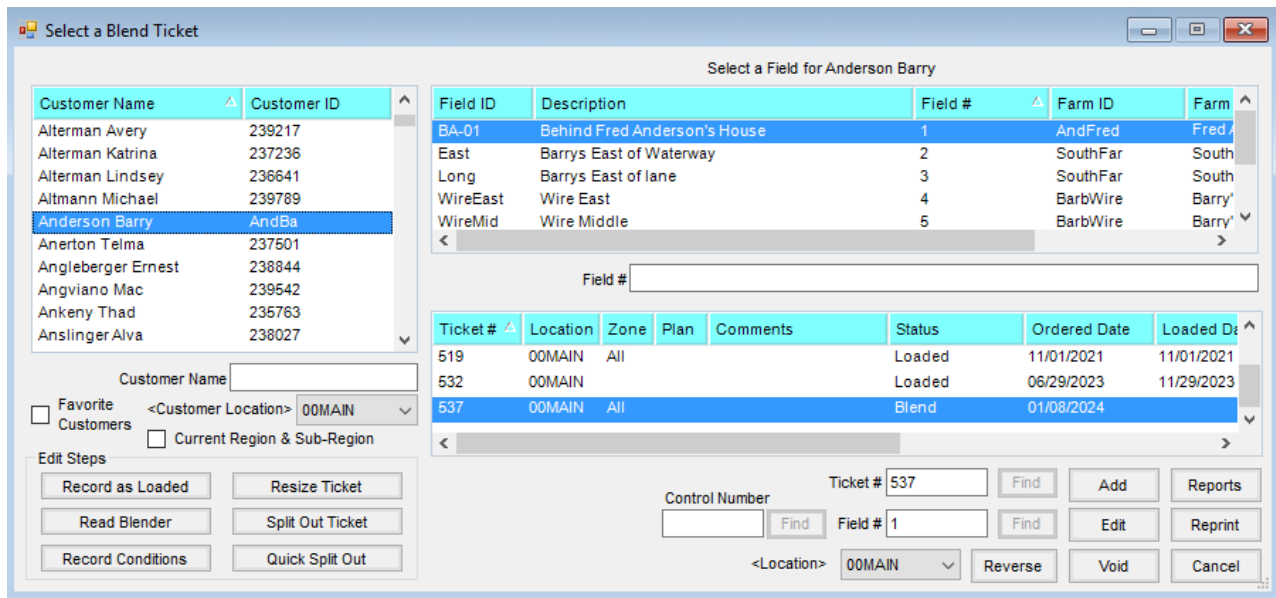 Select a Blend Ticket
Select a Field for Anderson Barry
Customer Name Customer ID
Alterman Avery 239217
Alterman Katrina 237236
Alterman Lindsey 236641
Altmann Michael 239789
Anderson Barry AndBa
Anerton Telma 237501
Angleberger Ernest 238844
Angviano Mac 239542
Ankeny Thad 235763
Anslinger Alva 238027
Customer Name
Favorite Customers
<Customer Location> 00MAIN
Current Region & Sub-Region
Edit Steps
Record as Loaded Resize Ticket
Read Blender Split Out Ticket
Record Conditions Quick Split Out
Field ID Description Field # Farm ID Farm
BA-01 Behind Fred Anderson's House 1 AndFred Fred A
East Barrys East of Waterway 2 SouthFar South
Long Barrys East of lane 3 SouthFar South
WireEast Wire East 4 BarbWire Barry'
WireMid Wire Middle 5 BarbWire Barry'
Field #
Ticket # Location Zone Plan Comments Status Ordered Date Loaded Da
519 00MAIN All Loaded 11/01/2021 11/01/2021
532 00MAIN Loaded 06/29/2023 11/29/2023
537 00MAIN All Blend 01/08/2024
Ticket # 537 Find Add Reports
Control Number
Find Field # 1 Find Edit Reprint
<Location> 00MAIN Reverse Void Cancel